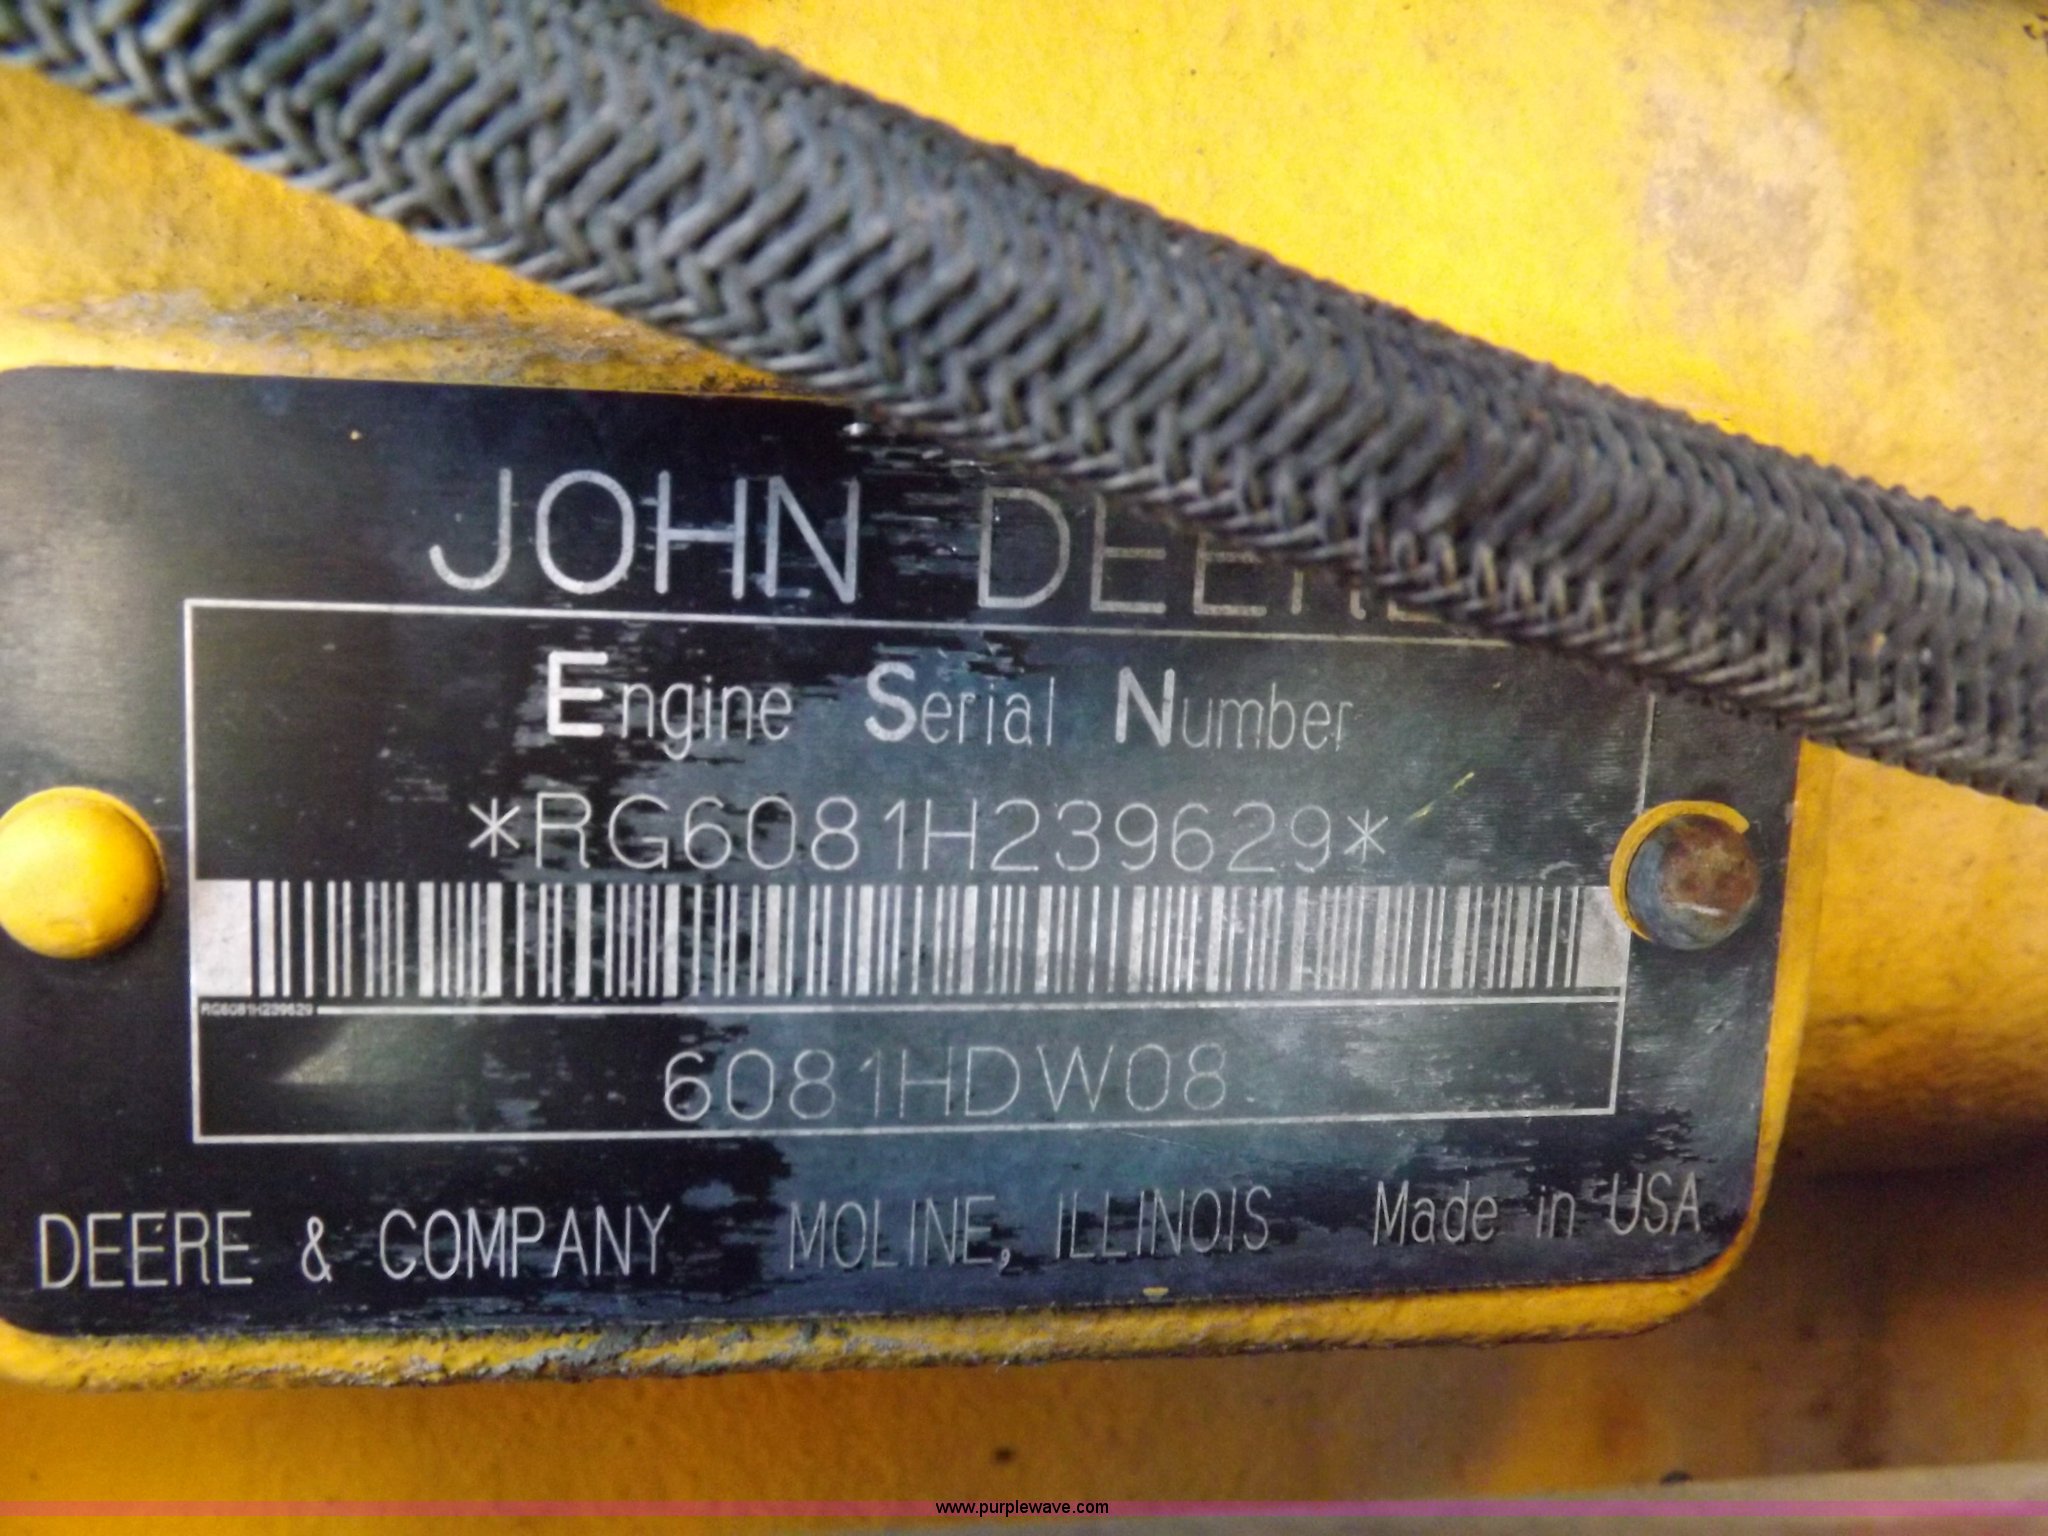 JOHN DEERE
Engine Serial Number
*RG6081H239629*
RG6081H239629
6081HDW08
DEERE & COMPANY MOLINE, ILLINOIS Made in USA
www.purplewave.com